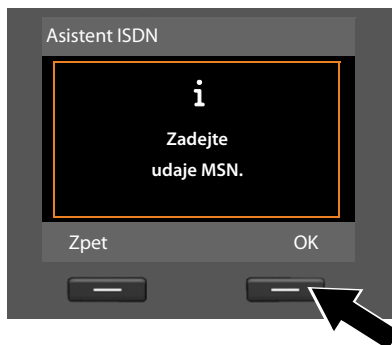 Asistent ISDN
i
Zadejte
udaje MSN.
Zpet OK